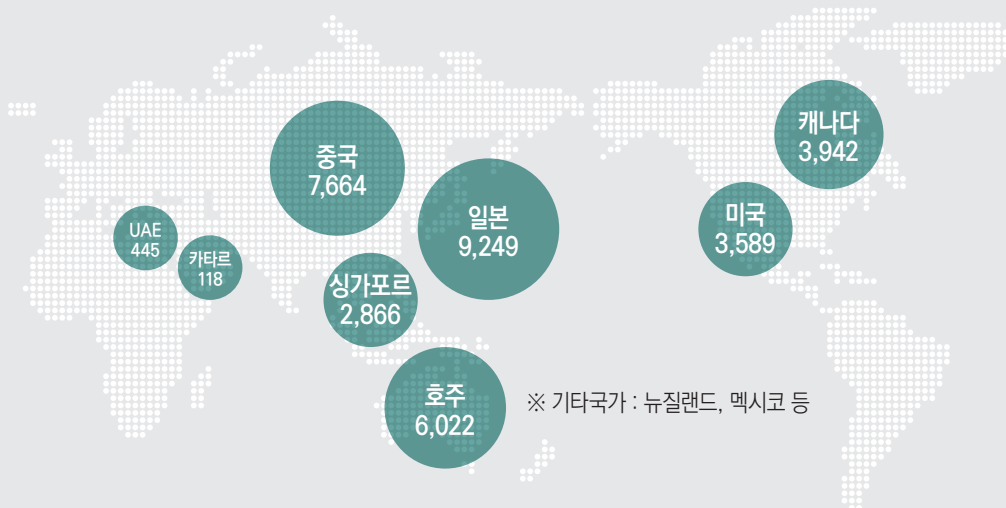 캐나다
3,942
중국
7,664
일본
9,249
미국
3,589
UAE
445
카타르
118
싱가포르
2,866
호주
6,022
※ 기타국가 : 뉴질랜드, 멕시코 등